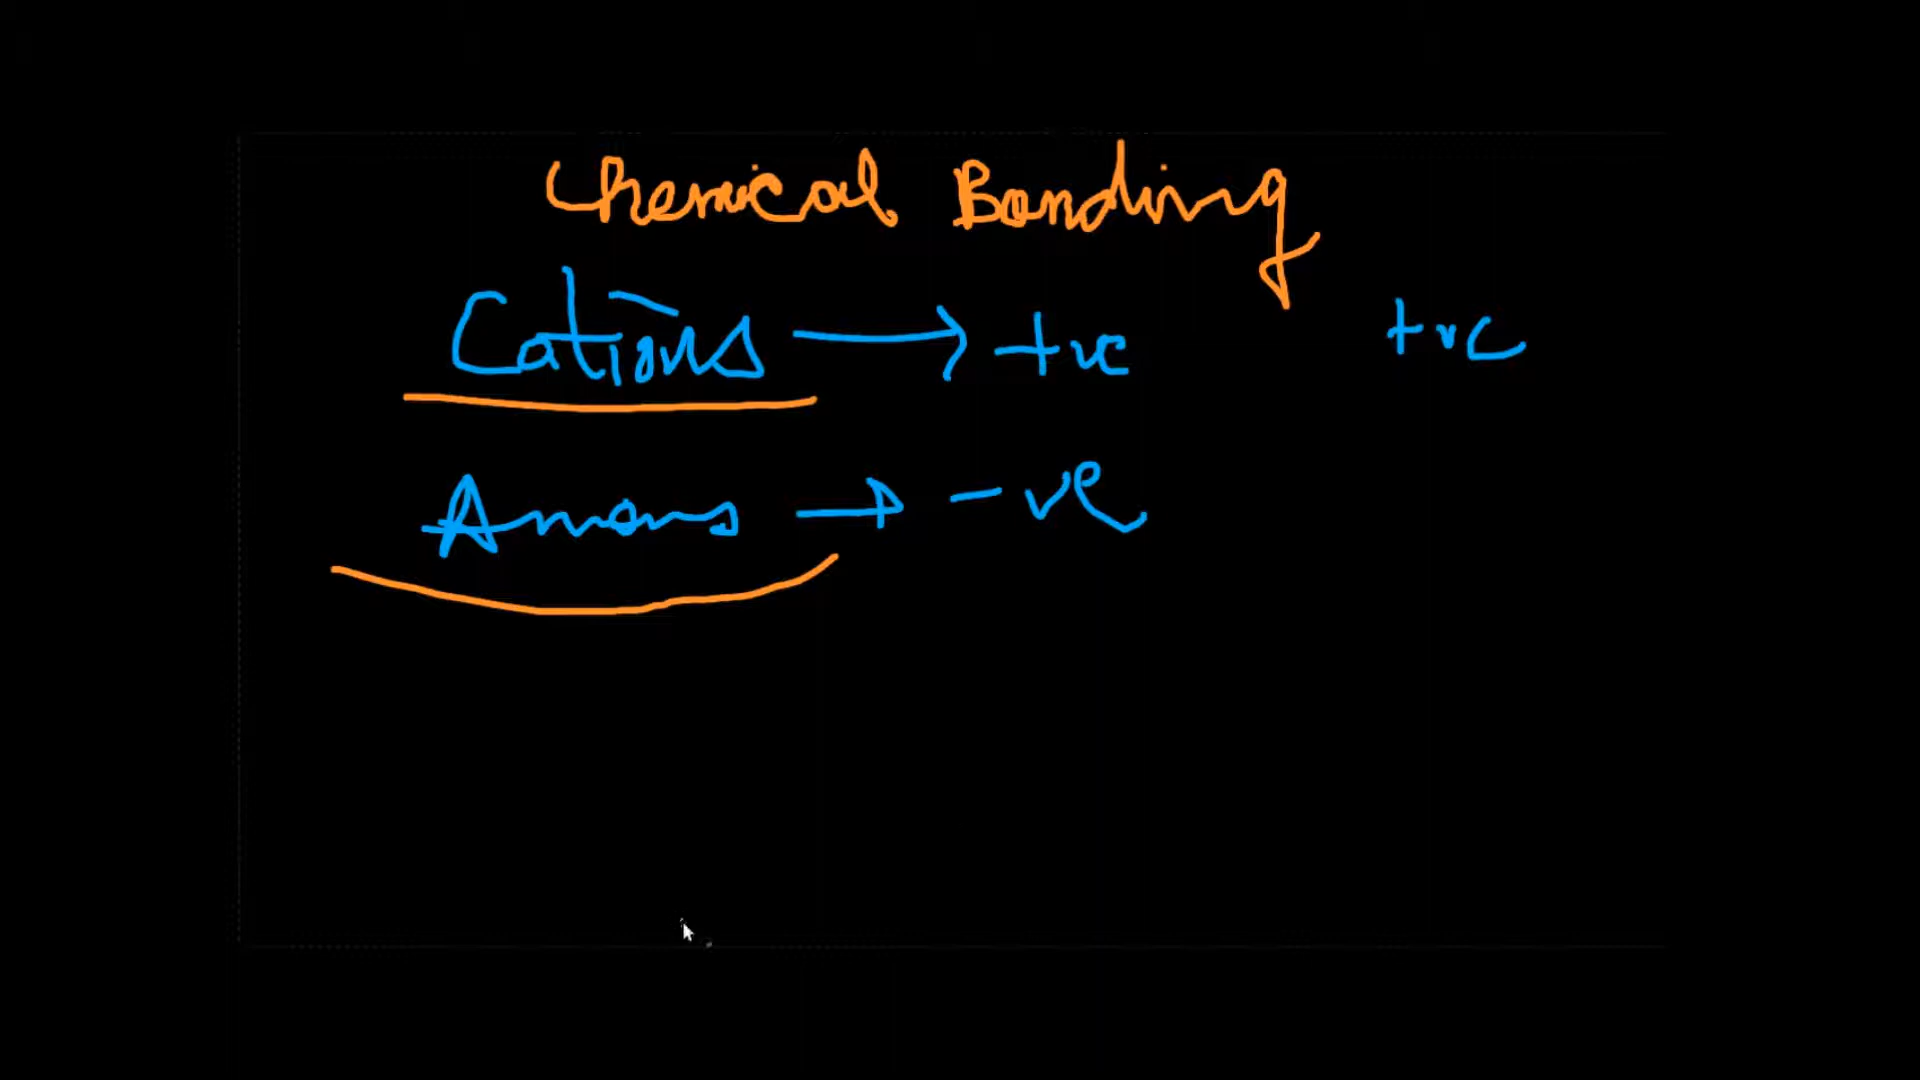 Chemical Bonding
Cations → +ve +ve
Anions → -ve